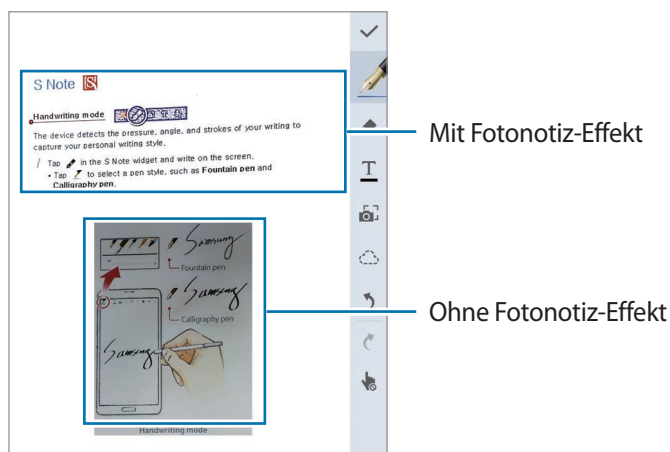 S Note
Handwriting mode
The device detects the pressure, angle, and strokes of your writing to
capture your personal writing style.
/ Tap in the S Note widget and write on the screen.
• Tap to select a pen style, such as Fountain pen and
Calligraphy pen.
Mit Fotonotiz-Effekt
T
Samsung
Fountain pen
Samsung
Calligraphy pen
Ohne Fotonotiz-Effekt
Samsung
Handwriting mode